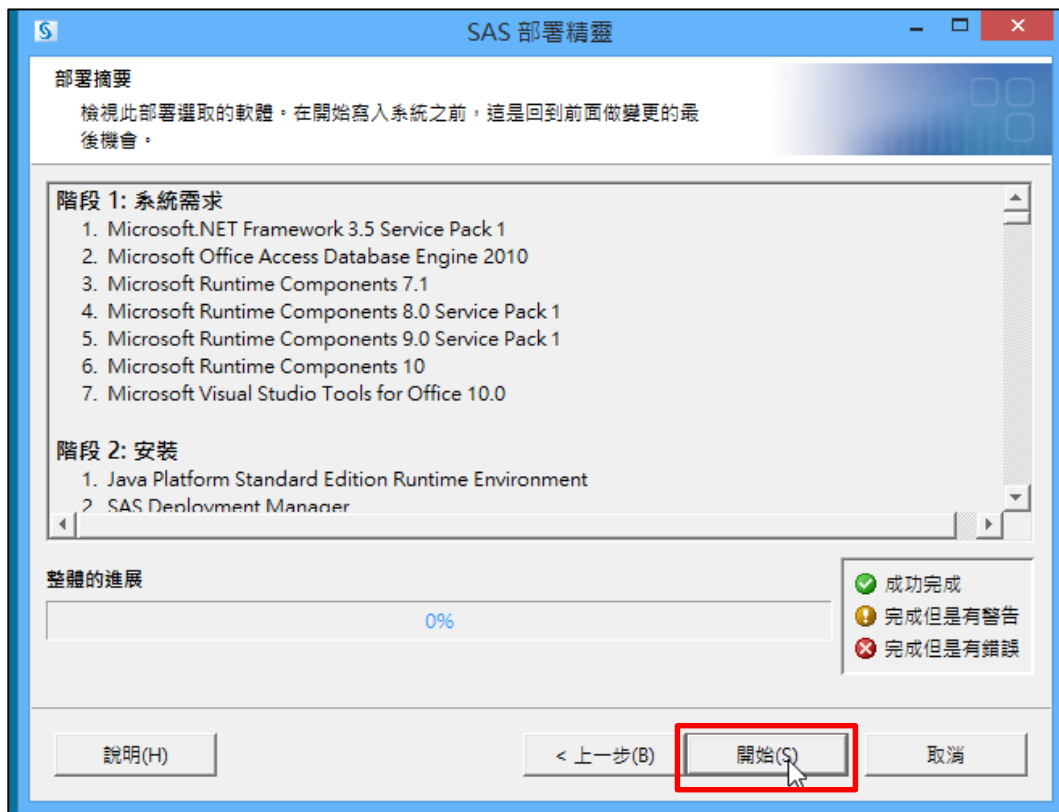 SAS 部署精靈
部署摘要
檢視此部署選取的軟體。在開始寫入系統之前，這是回到前面做變更的最
後機會。
階段 1: 系統需求
1. Microsoft.NET Framework 3.5 Service Pack 1
2. Microsoft Office Access Database Engine 2010
3. Microsoft Runtime Components 7.1
4. Microsoft Runtime Components 8.0 Service Pack 1
5. Microsoft Runtime Components 9.0 Service Pack 1
6. Microsoft Runtime Components 10
7. Microsoft Visual Studio Tools for Office 10.0
階段 2: 安裝
1. Java Platform Standard Edition Runtime Environment
2. SAS Deployment Manager
整體的進展
0%
成功完成
完成但是有警告
完成但是有錯誤
說明(H)
< 上一步(B)
開始(S)
取消